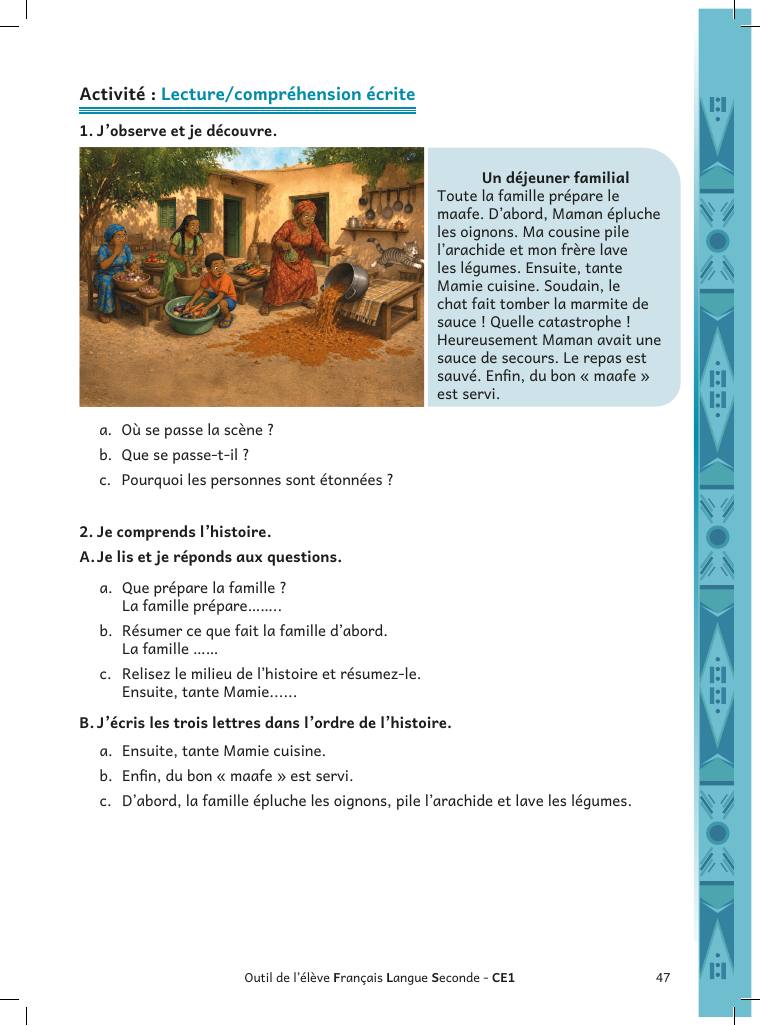 Activité : Lecture/compréhension écrite
1. J'observe et je découvre.
Un déjeuner familial
Toute la famille prépare le
maafe. D'abord, Maman épluche
les oignons. Ma cousine pile
l'arachide et mon frère lave
les légumes. Ensuite, tante
Mamie cuisine. Soudain, le
chat fait tomber la marmite de
sauce ! Quelle catastrophe !
Heureusement Maman avait une
sauce de secours. Le repas est
sauvé. Enfin, du bon « maafe »
est servi.
a. Où se passe la scène ?
b. Que se passe-t-il ?
c. Pourquoi les personnes sont étonnées ?
2. Je comprends l'histoire.
A. Je lis et je réponds aux questions.
a. Que prépare la famille ?
La famille prépare........
b. Résumer ce que fait la famille d'abord.
La famille ......
c. Relisez le milieu de l'histoire et résumez-le.
Ensuite, tante Mamie......
B. J'écris les trois lettres dans l'ordre de l'histoire.
a. Ensuite, tante Mamie cuisine.
b. Enfin, du bon « maafe » est servi.
c. D'abord, la famille épluche les oignons, pile l'arachide et lave les légumes.
Outil de l'élève Français Langue Seconde - CE1
47